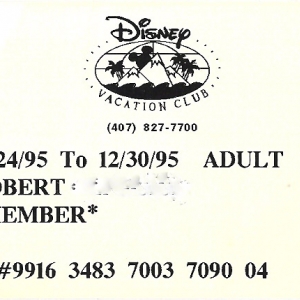 Disney
VACATION CLUB
(407) 827-7700
24/95 To 12/30/95 ADULT
OBERT
MEMBER*
#9916 3483 7003 7090 04